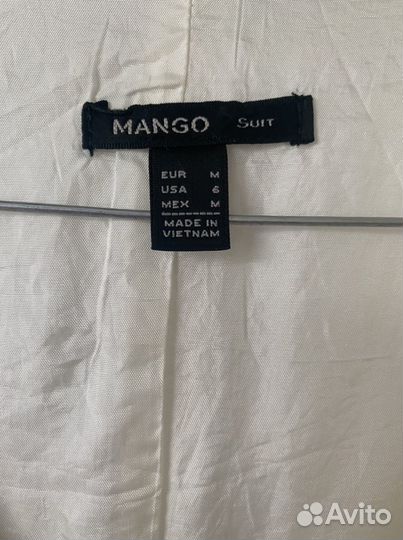 MANGO SUIT
EUR M
USA 6
MEX M
MADE IN
VIETNAM
Avito